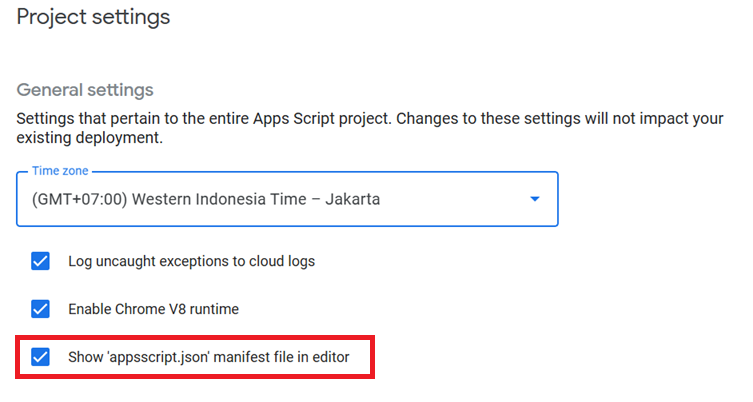 Project settings
General settings
Settings that pertain to the entire Apps Script project. Changes to these settings will not impact your
existing deployment.
Time zone
(GMT+07:00) Western Indonesia Time – Jakarta
Log uncaught exceptions to cloud logs
Enable Chrome V8 runtime
Show 'appsscript.json' manifest file in editor